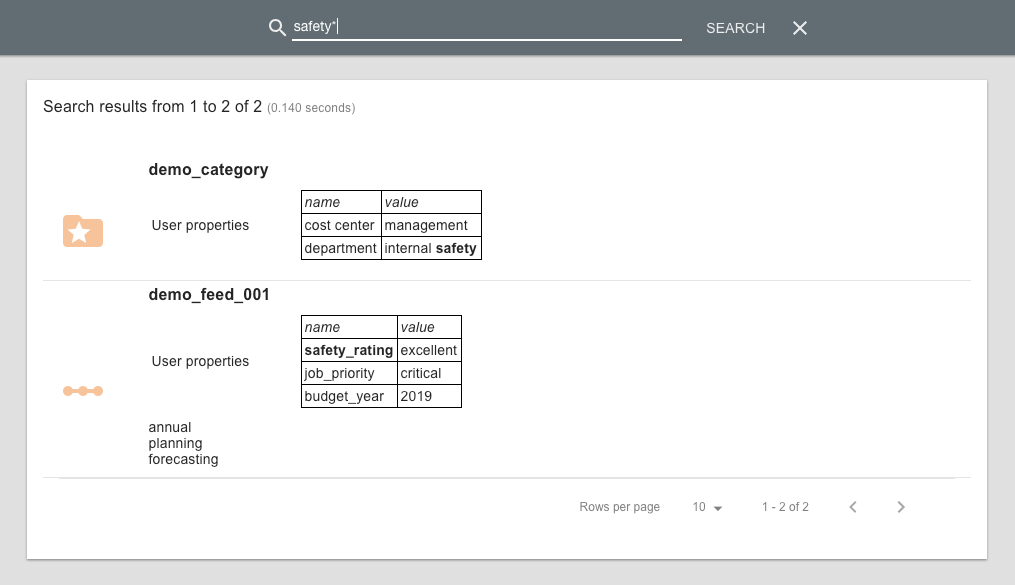 safety*
SEARCH
Search results from 1 to 2 of 2 (0.140 seconds)
demo_category
User properties
name value
cost center management
department internal safety
demo_feed_001
User properties
name value
safety_rating excellent
job_priority critical
budget_year 2019
annual
planning
forecasting
Rows per page 10 1 - 2 of 2